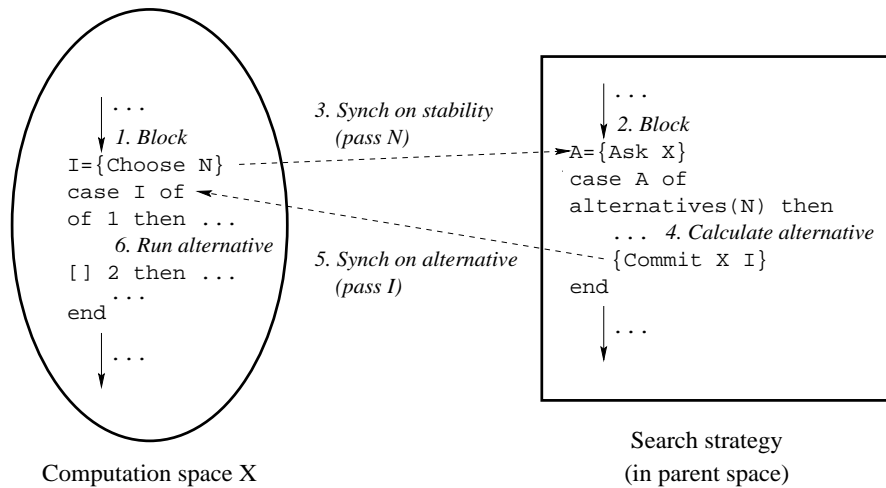 ...
1. Block
I={Choose N}
case I of
of 1 then ...
6. Run alternative
[] 2 then ...
...
end
...
Computation space X
3. Synch on stability
(pass N)
5. Synch on alternative
(pass I)
...
2. Block
A={Ask X}
case A of
alternatives(N) then
... 4. Calculate alternative
{Commit X I}
end
...
Search strategy
(in parent space)